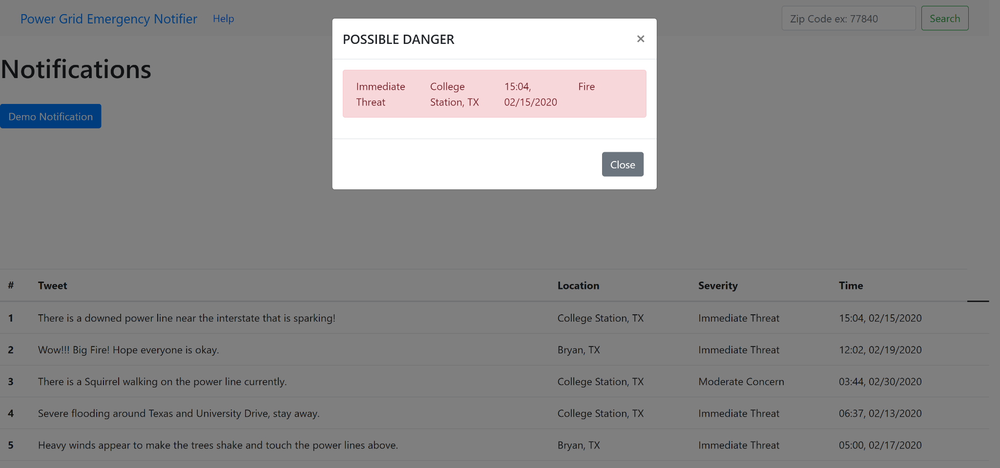 Power Grid Emergency Notifier Help Zip Code ex: 77840 Search
POSSIBLE DANGER ×
Immediate Threat College Station, TX 15:04, 02/15/2020 Fire
Close
Notifications
Demo Notification
# Tweet Location Severity Time
1 There is a downed power line near the interstate that is sparking! College Station, TX Immediate Threat 15:04, 02/15/2020
2 Wow!!! Big Fire! Hope everyone is okay. Bryan, TX Immediate Threat 12:02, 02/19/2020
3 There is a Squirrel walking on the power line currently. College Station, TX Moderate Concern 03:44, 02/30/2020
4 Severe flooding around Texas and University Drive, stay away. College Station, TX Immediate Threat 06:37, 02/13/2020
5 Heavy winds appear to make the trees shake and touch the power lines above. Bryan, TX Immediate Threat 05:00, 02/17/2020